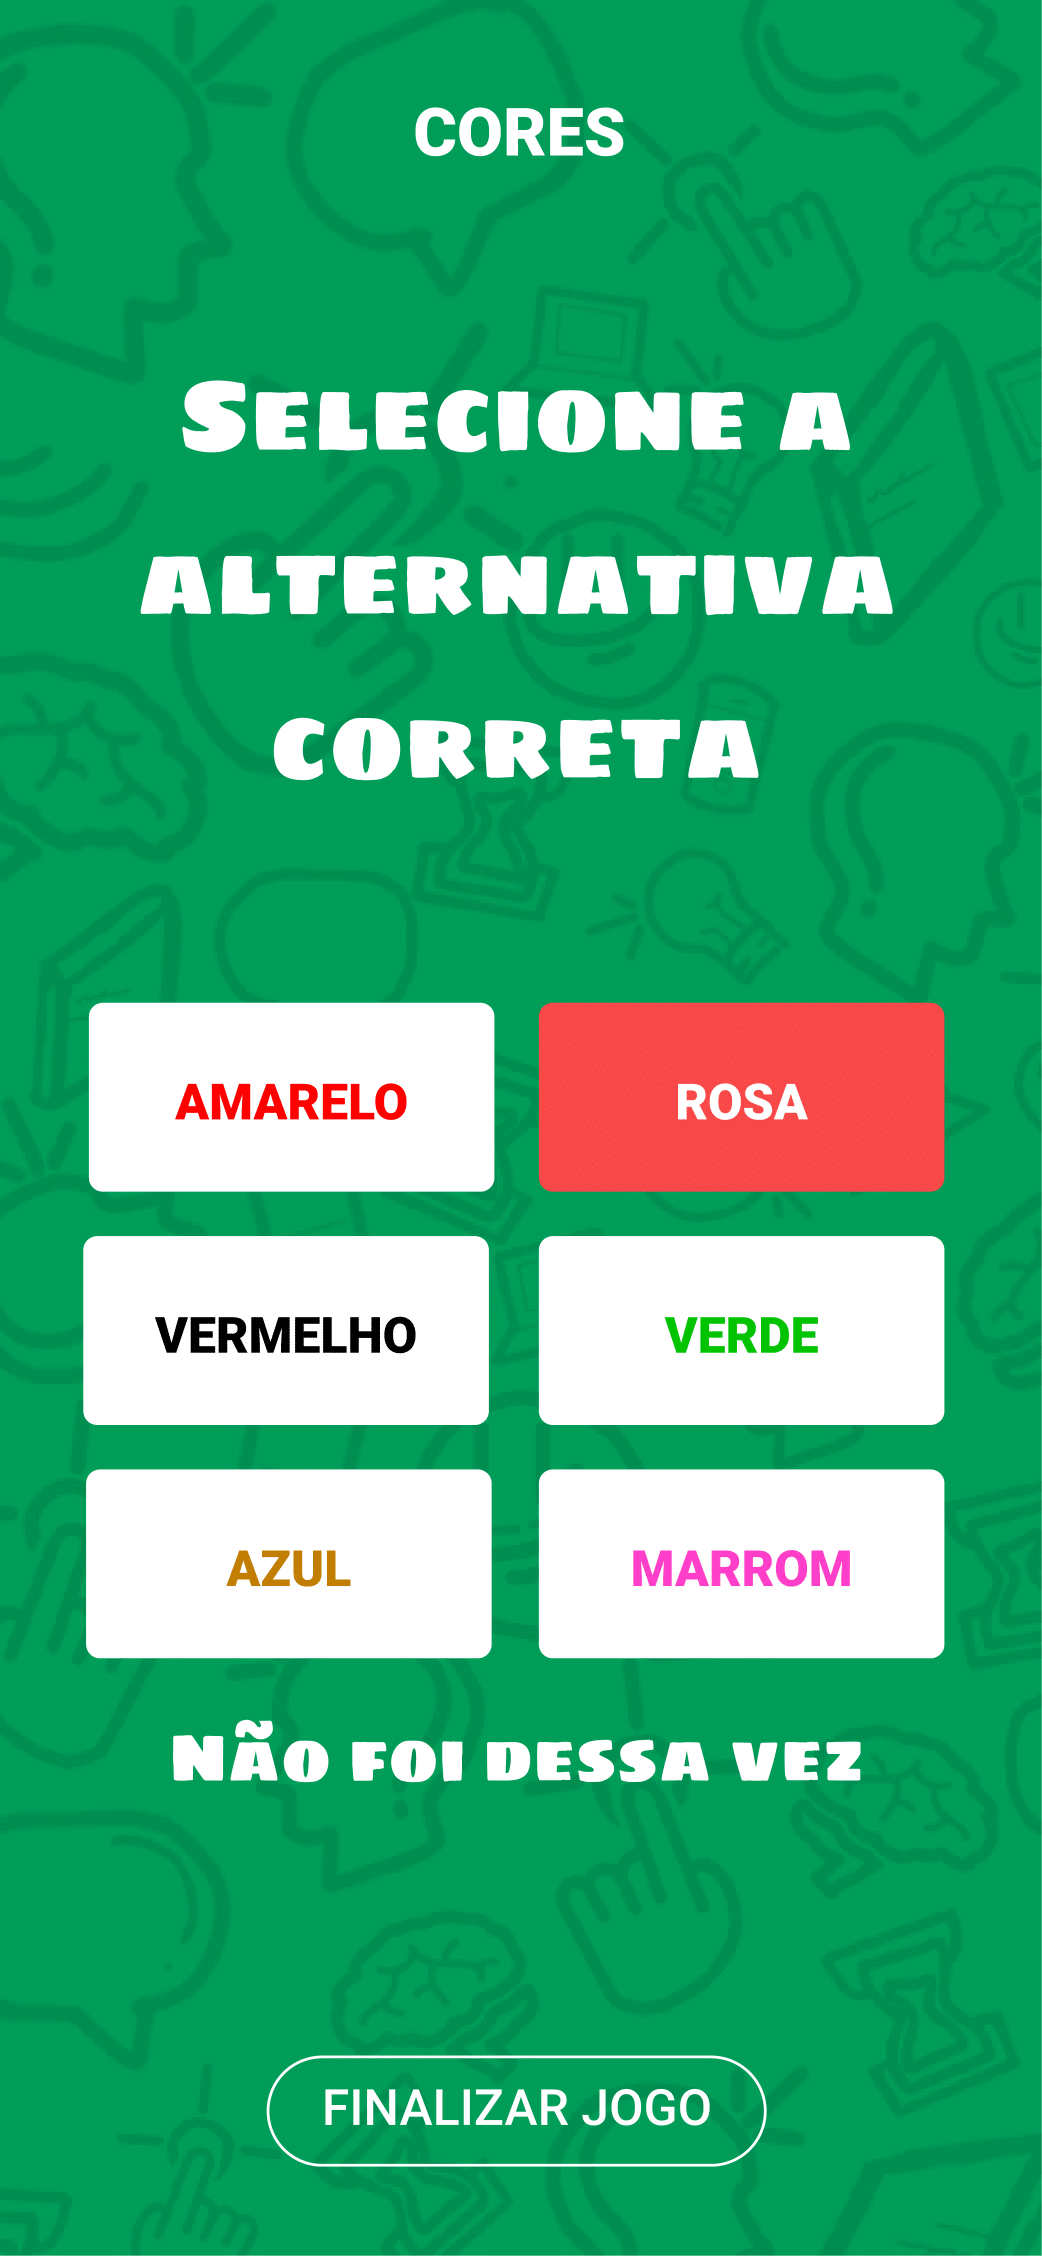 CORES
Selecione a
alternativa
correta
AMARELO
ROSA
VERMELHO
VERDE
AZUL
MARROM
Não foi dessa vez
FINALIZAR JOGO